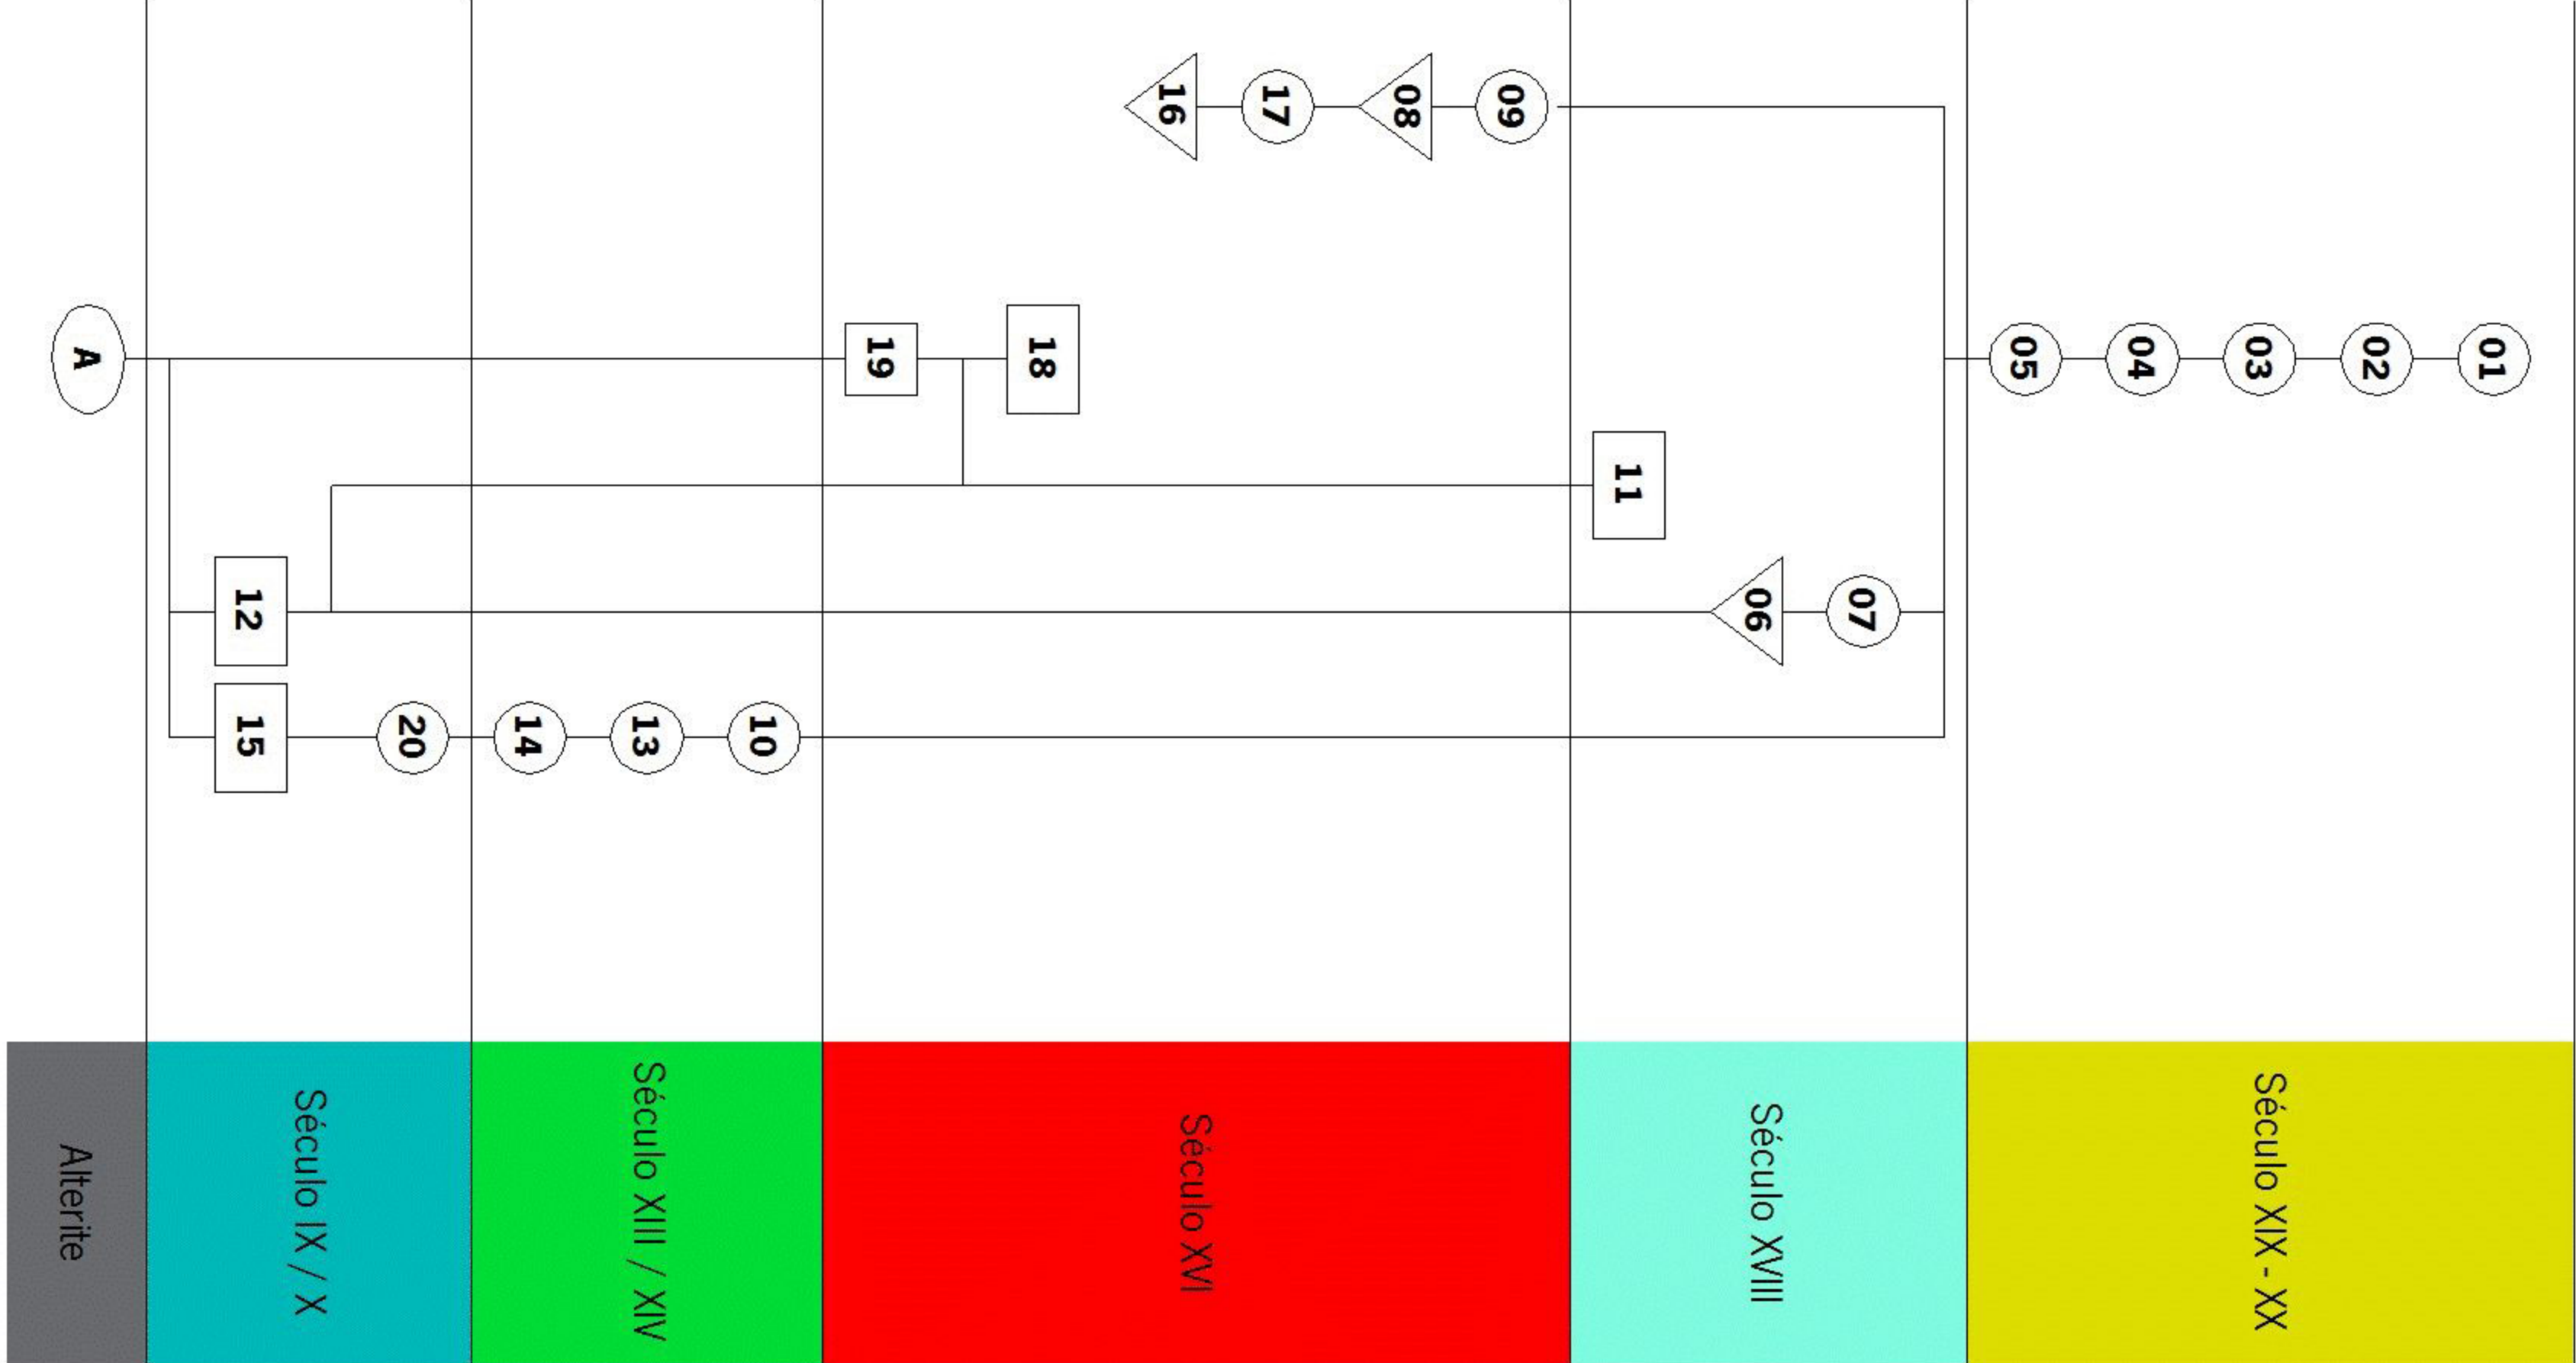 01
02
03
Século XIX - XX
04
05
07
06
Século XVIII
11
09
08
17
16
Século XVI
18
19
10
13
Século XIII / XIV
14
20
Século IX / X
12
15
A
Alterite